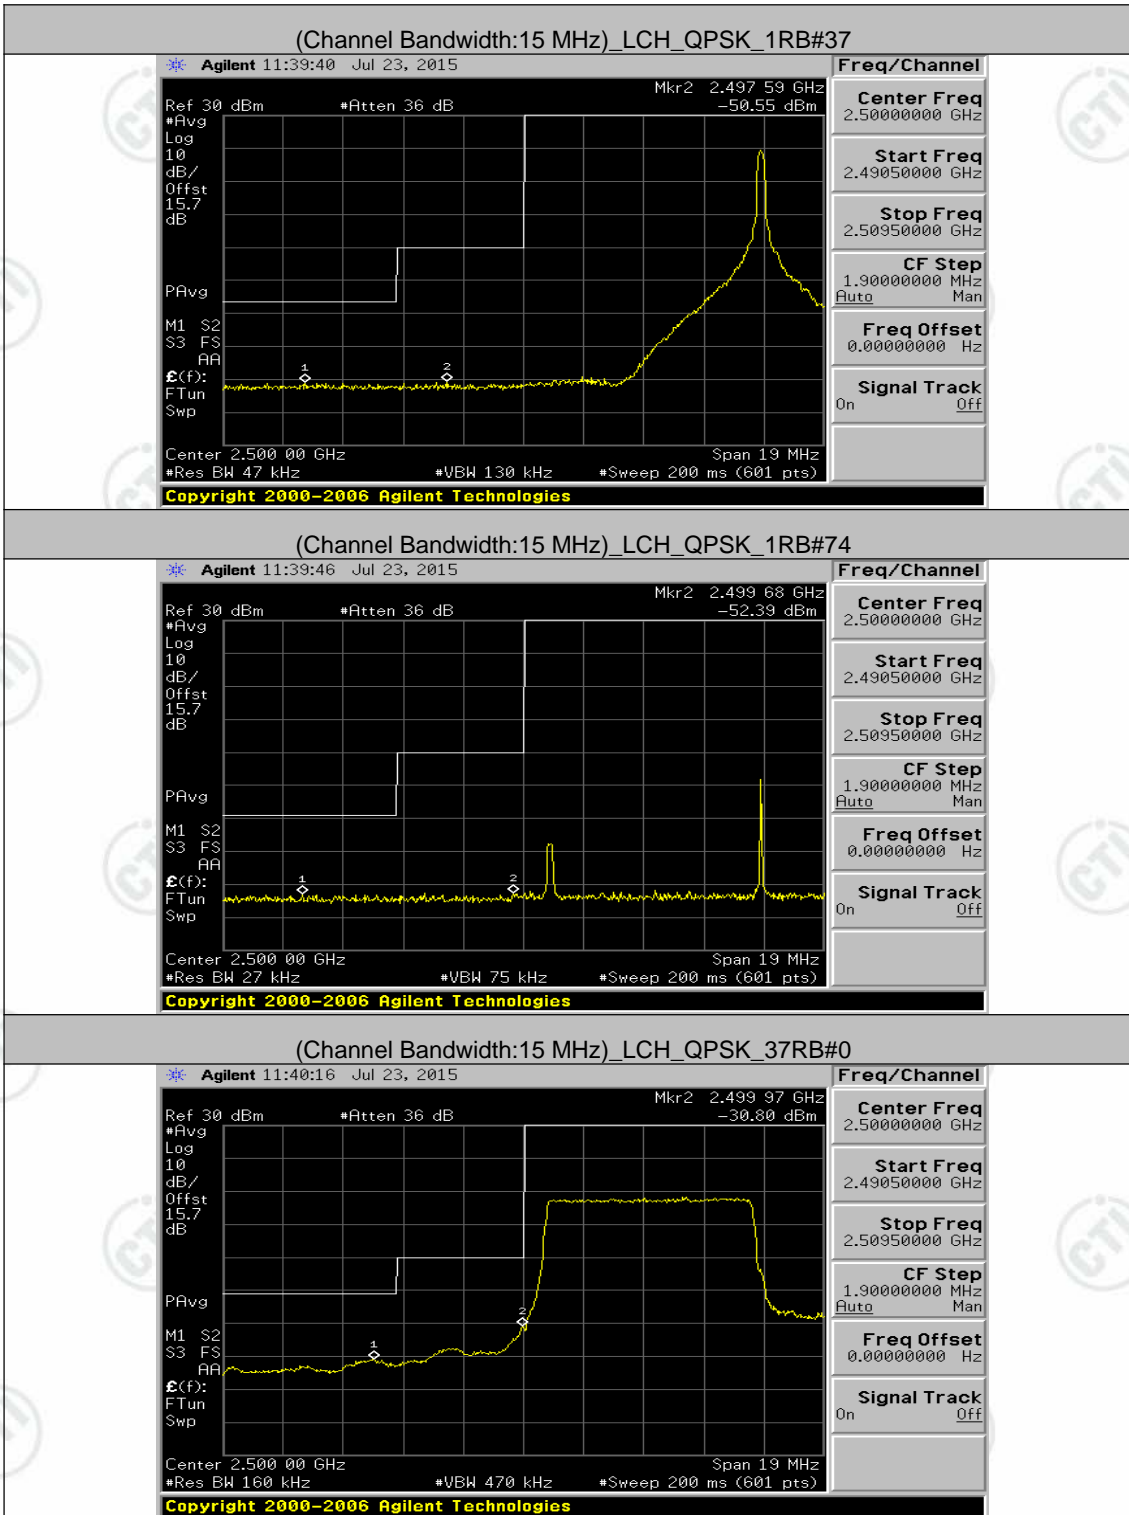 (Channel Bandwidth:15 MHz)_LCH_QPSK_1RB#37
Agilent 11:39:40 Jul 23, 2015
Freq/Channel
Mkr2 2.497 59 GHz
Ref 30 dBm #Atten 36 dB -50.55 dBm
#Avg
Log
10
dB/
Offst
15.7
dB
PAvg
M1 S2
S3 FS
AA
£(f):
FTun
Swp
1
2
Center 2.500 00 GHz Span 19 MHz
#Res BW 47 kHz #VBW 130 kHz #Sweep 200 ms (601 pts)
Center Freq
2.50000000 GHz
Start Freq
2.49050000 GHz
Stop Freq
2.50950000 GHz
CF Step
1.90000000 MHz
Auto Man
Freq Offset
0.00000000 Hz
Signal Track
On Off
Copyright 2000-2006 Agilent Technologies
(Channel Bandwidth:15 MHz)_LCH_QPSK_1RB#74
Agilent 11:39:46 Jul 23, 2015
Freq/Channel
Mkr2 2.499 68 GHz
Ref 30 dBm #Atten 36 dB -52.39 dBm
#Avg
Log
10
dB/
Offst
15.7
dB
PAvg
M1 S2
S3 FS
AA
£(f):
FTun
Swp
1
2
Center 2.500 00 GHz Span 19 MHz
#Res BW 27 kHz #VBW 75 kHz #Sweep 200 ms (601 pts)
Center Freq
2.50000000 GHz
Start Freq
2.49050000 GHz
Stop Freq
2.50950000 GHz
CF Step
1.90000000 MHz
Auto Man
Freq Offset
0.00000000 Hz
Signal Track
On Off
Copyright 2000-2006 Agilent Technologies
(Channel Bandwidth:15 MHz)_LCH_QPSK_37RB#0
Agilent 11:40:16 Jul 23, 2015
Freq/Channel
Mkr2 2.499 97 GHz
Ref 30 dBm #Atten 36 dB -30.80 dBm
#Avg
Log
10
dB/
Offst
15.7
dB
PAvg
M1 S2
S3 FS
AA
£(f):
FTun
Swp
1
2
Center 2.500 00 GHz Span 19 MHz
#Res BW 160 kHz #VBW 470 kHz #Sweep 200 ms (601 pts)
Center Freq
2.50000000 GHz
Start Freq
2.49050000 GHz
Stop Freq
2.50950000 GHz
CF Step
1.90000000 MHz
Auto Man
Freq Offset
0.00000000 Hz
Signal Track
On Off
Copyright 2000-2006 Agilent Technologies